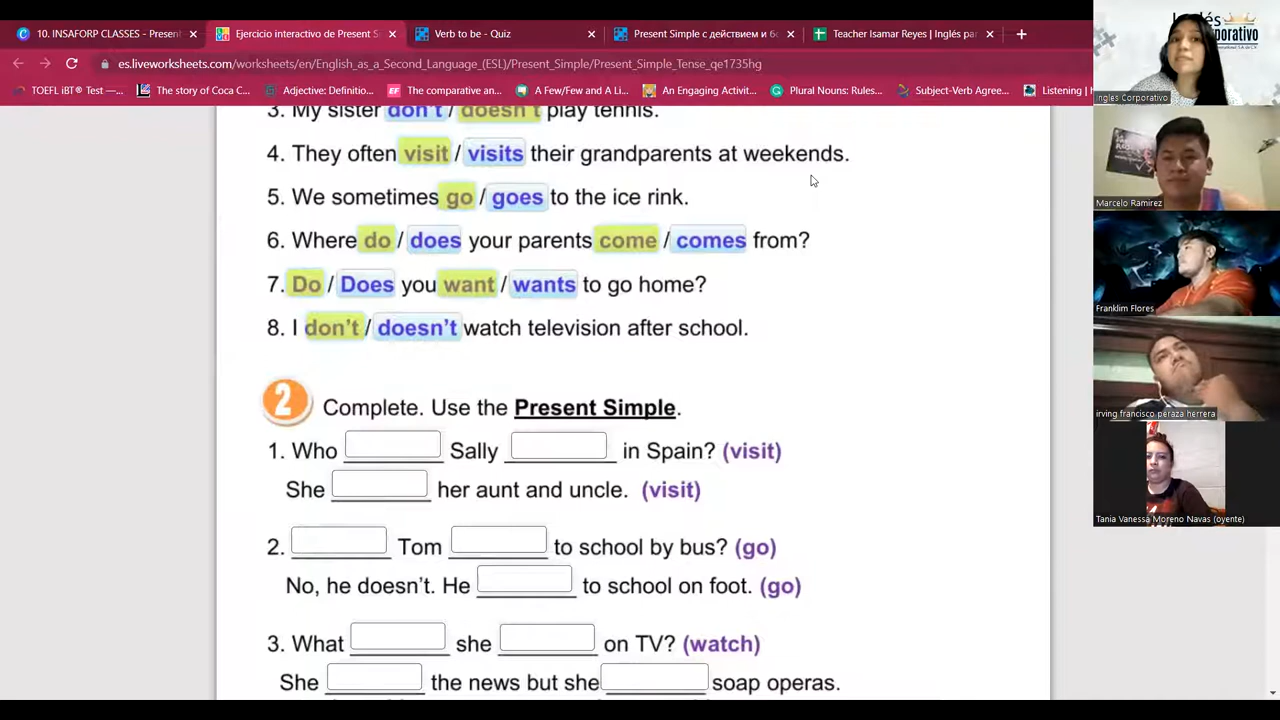 10. INSAFORP CLASSES - Present
Ejercicio interactivo de Present S
Verb to be - Quiz
Present Simple с действием и бо
Teacher Isamar Reyes | Inglés par
es.liveworksheets.com/worksheets/en/English_as_a_Second_Language_(ESL)/Present_Simple/Present_Simple_Tense_qe1735hg
TOEFL iBT® Test —...
The story of Coca C...
Adjective: Definitio...
The comparative an...
A Few/Few and A Li...
An Engaging Activit...
Plural Nouns: Rules...
Subject-Verb Agree...
Listening | 
3. My sister don't / doesn't play tennis.
4. They often visit / visits their grandparents at weekends.
5. We sometimes go / goes to the ice rink.
6. Where do / does your parents come / comes from?
7. Do / Does you want / wants to go home?
8. I don't / doesn't watch television after school.
2 Complete. Use the Present Simple.
1. Who Sally in Spain? (visit)
She her aunt and uncle. (visit)
2. Tom to school by bus? (go)
No, he doesn't. He to school on foot. (go)
3. What she on TV? (watch)
She the news but she soap operas.
Ingles Corporativo
Marcelo Ramirez
Franklim Flores
irving francisco peraza herrera
Tania Vanessa Moreno Navas (oyente)